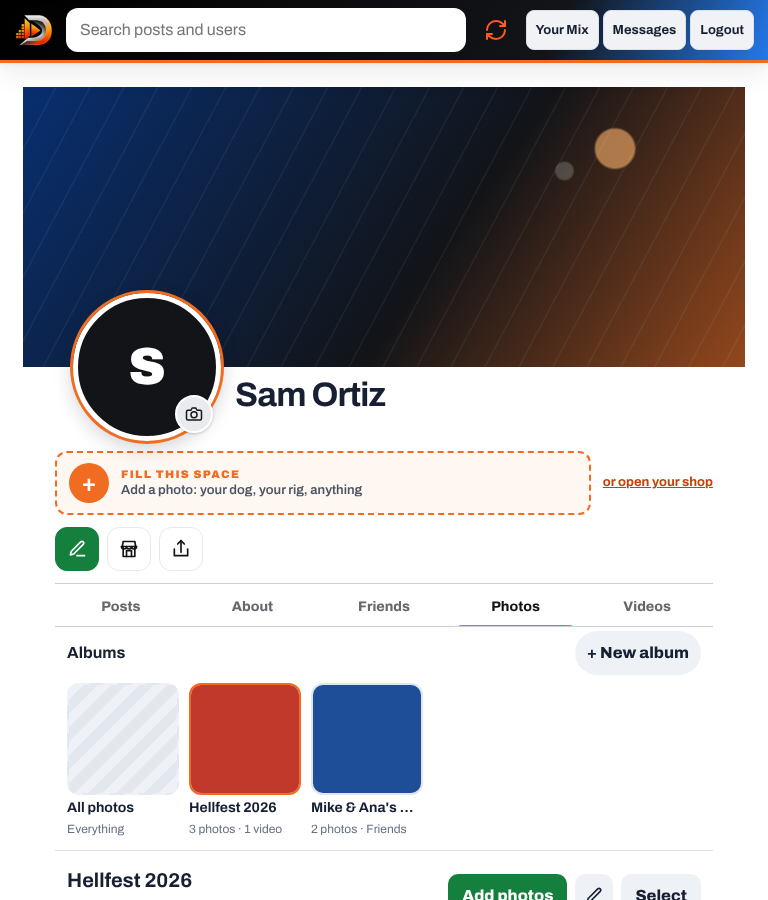 Search posts and users
Your Mix
Messages
Logout
S
Sam Ortiz
+
FILL THIS SPACE
Add a photo: your dog, your rig, anything
or open your shop
Posts
About
Friends
Photos
Videos
Albums
+ New album
All photos
Everything
Hellfest 2026
3 photos · 1 video
Mike & Ana's ...
2 photos · Friends
Hellfest 2026
Add photos
Select